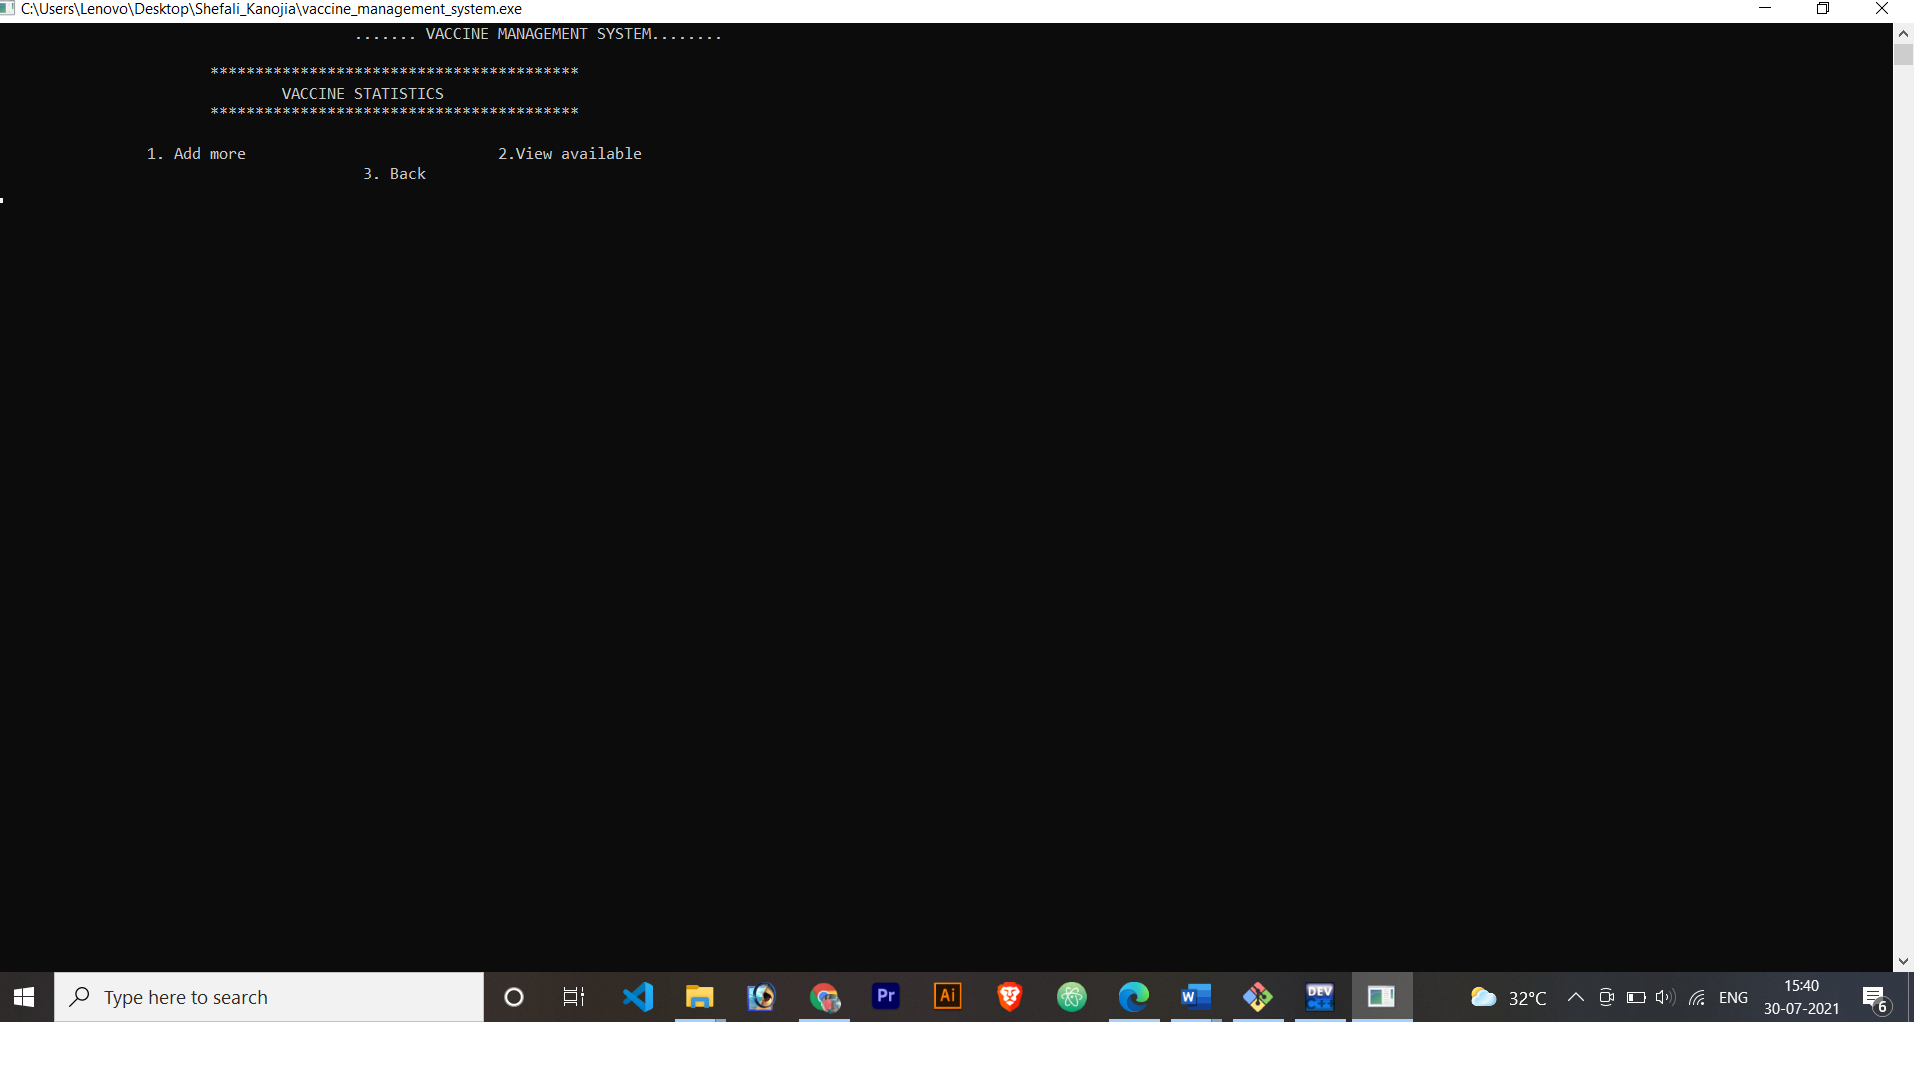 C:\Users\Lenovo\Desktop\Shefali_Kanojia\vaccine_management_system.exe
....... VACCINE MANAGEMENT SYSTEM........
*****************************************
VACCINE STATISTICS
*****************************************
1. Add more 2.View available
3. Back
Type here to search Pr Ai W DEV C++ 32°C ENG 15:40
30-07-2021 6